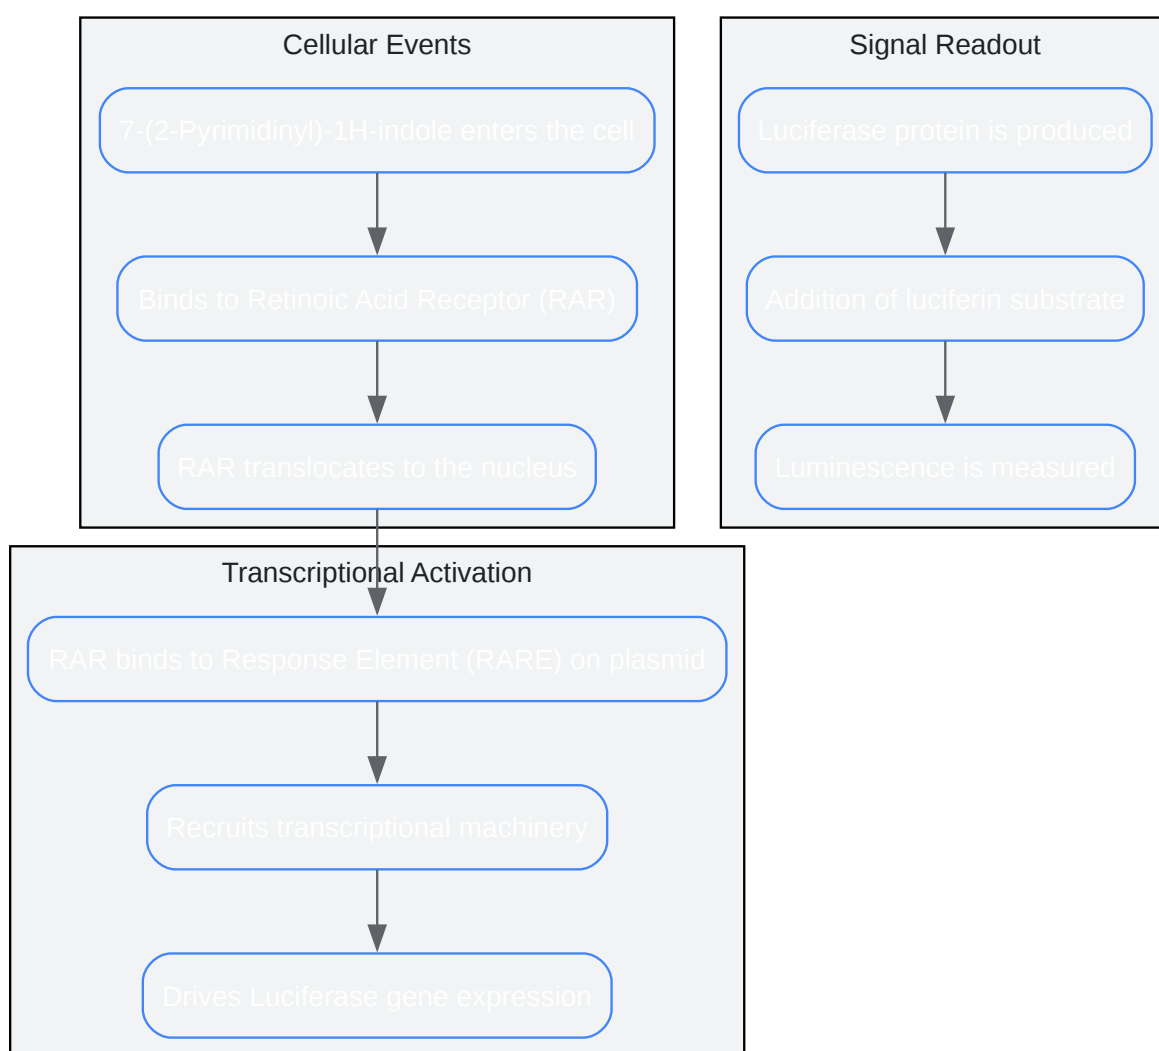 Cellular Events
7-(2-Pyrimidinyl)-1H-indole enters the cell
Binds to Retinoic Acid Receptor (RAR)
RAR translocates to the nucleus
Transcriptional Activation
RAR binds to Response Element (RARE) on plasmid
Recruits transcriptional machinery
Drives Luciferase gene expression
Signal Readout
Luciferase protein is produced
Addition of luciferin substrate
Luminescence is measured